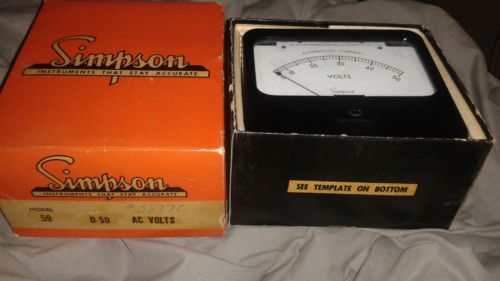 Simpson
INSTRUMENTS THAT STAY ACCURATE
Simpson
INSTRUMENTS THAT STAY ACCURATE
MODEL
59 0-50 AC VOLTS
ALTERNATING CURRENT
10 20 30 40 50
VOLTS
Simpson
SEE TEMPLATE ON BOTTOM